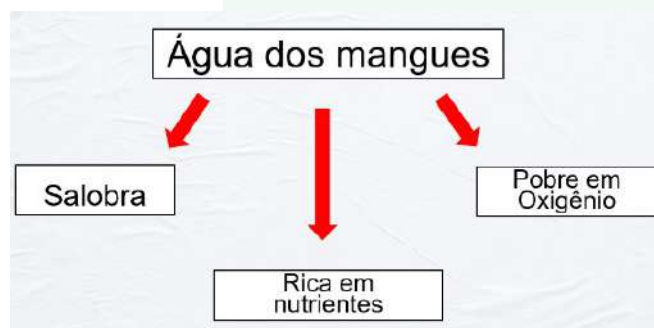 Água dos mangues
Salobra
Pobre em
Oxigênio
Rica em
nutrientes